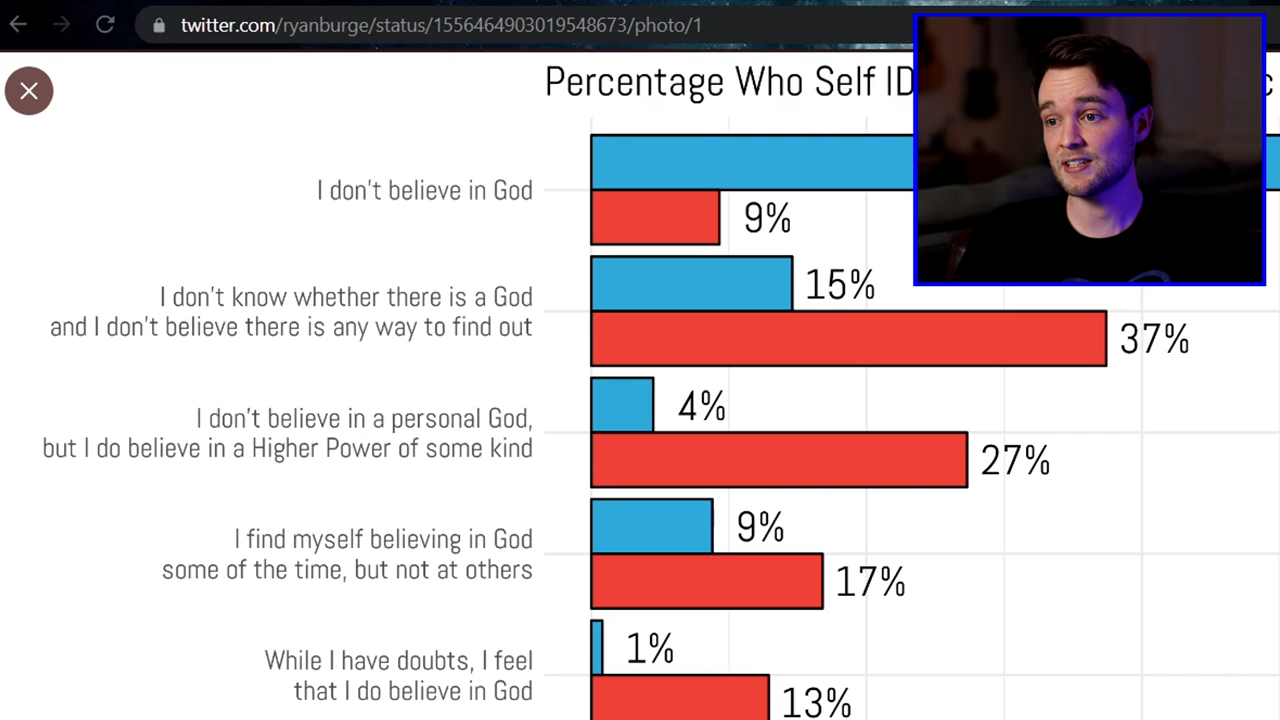 twitter.com/ryanburge/status/1556464903019548673/photo/1
Percentage Who Self ID
I don't believe in God
9%
I don't know whether there is a God
and I don't believe there is any way to find out
15%
37%
I don't believe in a personal God,
but I do believe in a Higher Power of some kind
4%
27%
I find myself believing in God
some of the time, but not at others
9%
17%
While I have doubts, I feel
that I do believe in God
1%
13%